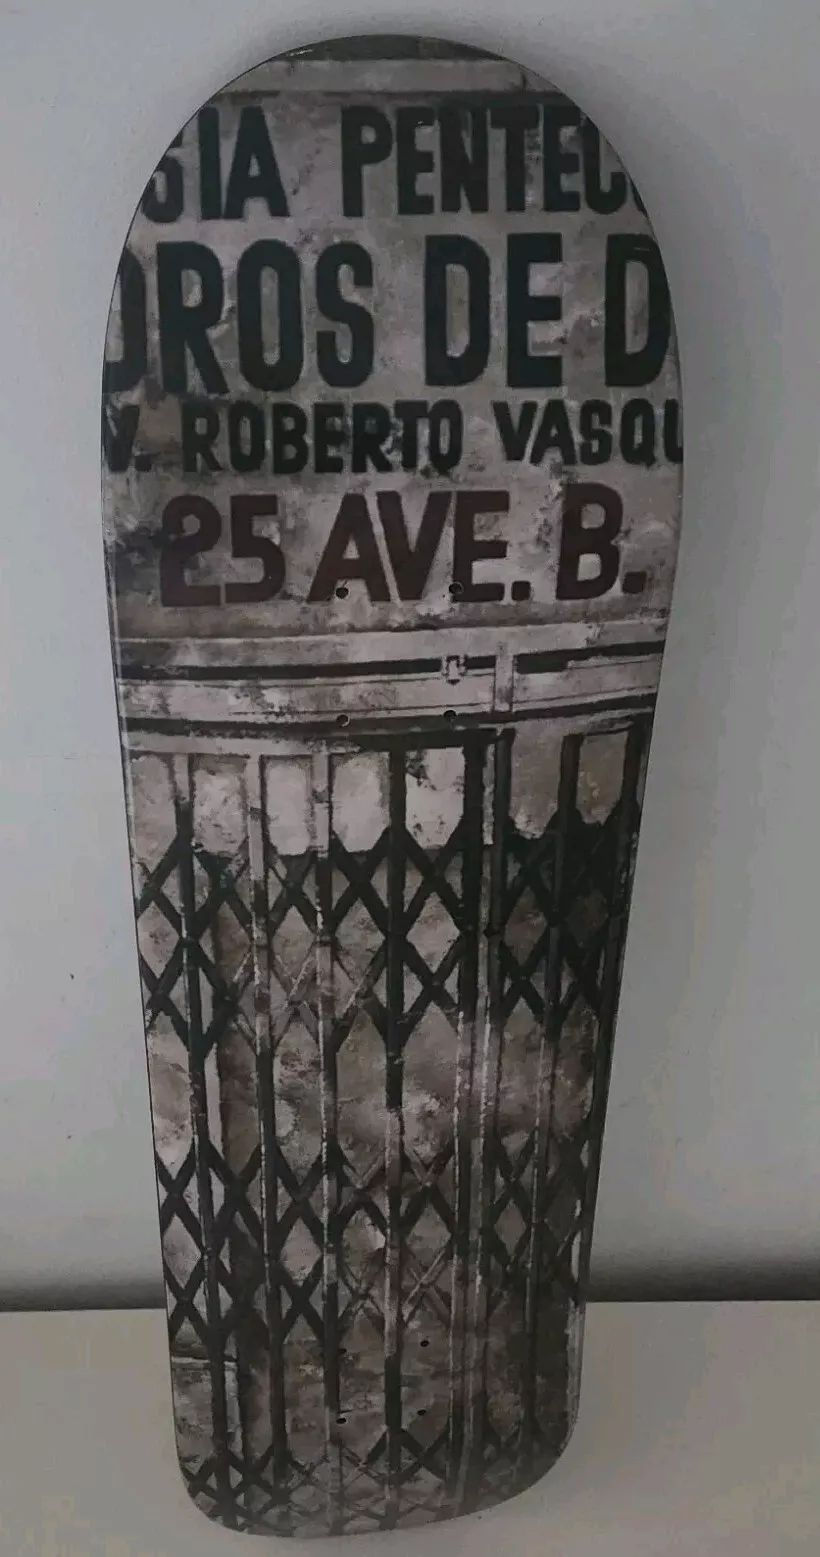 SIA PENTEC
DROS DE D
V. ROBERTO VASQU
25 AVE. B.